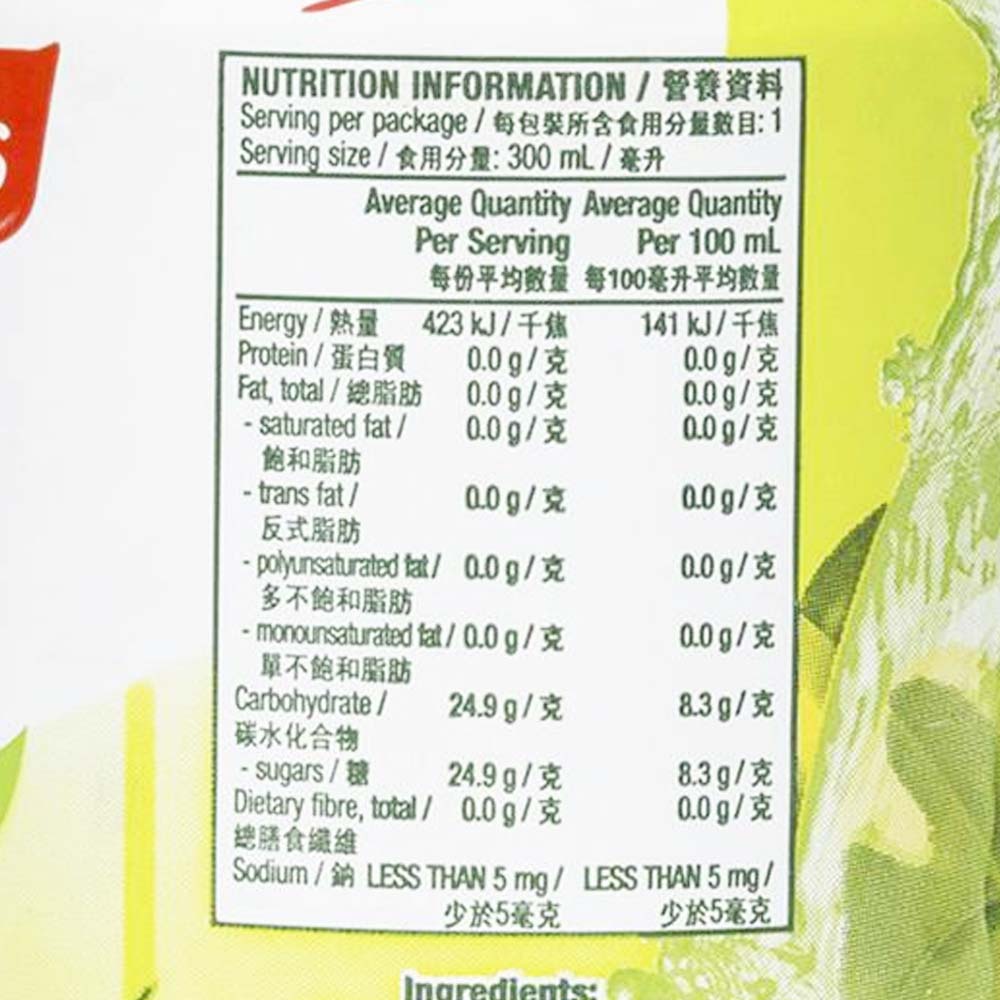 S
NUTRITION INFORMATION / 營養資料
Serving per package / 每包裝所含食用分量數目: 1
Serving size / 食用分量: 300 mL / 毫升
Average Quantity Average Quantity
Per Serving Per 100 mL
每份平均數量 每100毫升平均數量
Energy / 熱量 423 kJ / 千焦 141 kJ / 千焦
Protein / 蛋白質 0.0 g / 克 0.0 g / 克
Fat, total / 總脂肪 0.0 g / 克 0.0 g / 克
- saturated fat / 0.0 g / 克 0.0 g / 克
飽和脂肪
- trans fat / 0.0 g / 克 0.0 g / 克
反式脂肪
- polyunsaturated fat / 0.0 g / 克 0.0 g / 克
多不飽和脂肪
- monounsaturated fat / 0.0 g / 克 0.0 g / 克
單不飽和脂肪
Carbohydrate / 24.9 g / 克 8.3 g / 克
碳水化合物
- sugars / 糖 24.9 g / 克 8.3 g / 克
Dietary fibre, total / 0.0 g / 克 0.0 g / 克
總膳食纖維
Sodium / 鈉 LESS THAN 5 mg / LESS THAN 5 mg /
少於5毫克 少於5毫克
Ingredients: